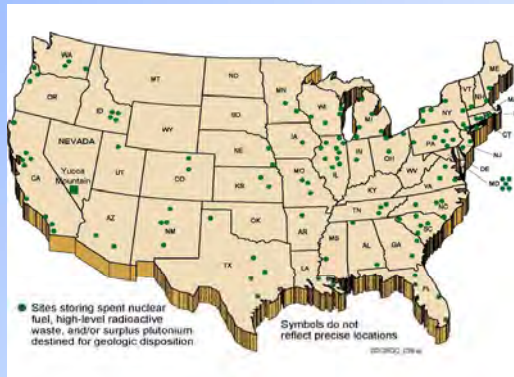 WA
MT
ND
MN
ME
OR
ID
SD
WI
MI
VT
NH
NY
WY
IA
PA
CT
NEVADA
NE
IL
IN
OH
NJ
Yucca
Mountain
UT
CO
KS
MO
WV
VA
DE
MD
CA
KY
TN
NC
AZ
NM
OK
AR
SC
MS
AL
GA
TX
LA
FL
Sites storing spent nuclear
fuel, high-level radioactive
waste, and/or surplus plutonium
destined for geologic disposition
Symbols do not
reflect precise locations